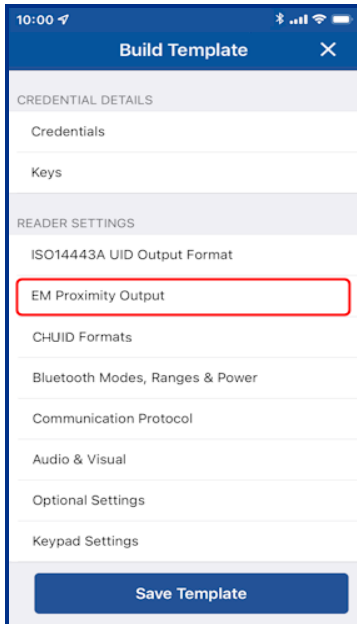 10:00
Build Template
CREDENTIAL DETAILS
Credentials
Keys
READER SETTINGS
ISO14443A UID Output Format
EM Proximity Output
CHUID Formats
Bluetooth Modes, Ranges & Power
Communication Protocol
Audio & Visual
Optional Settings
Keypad Settings
Save Template